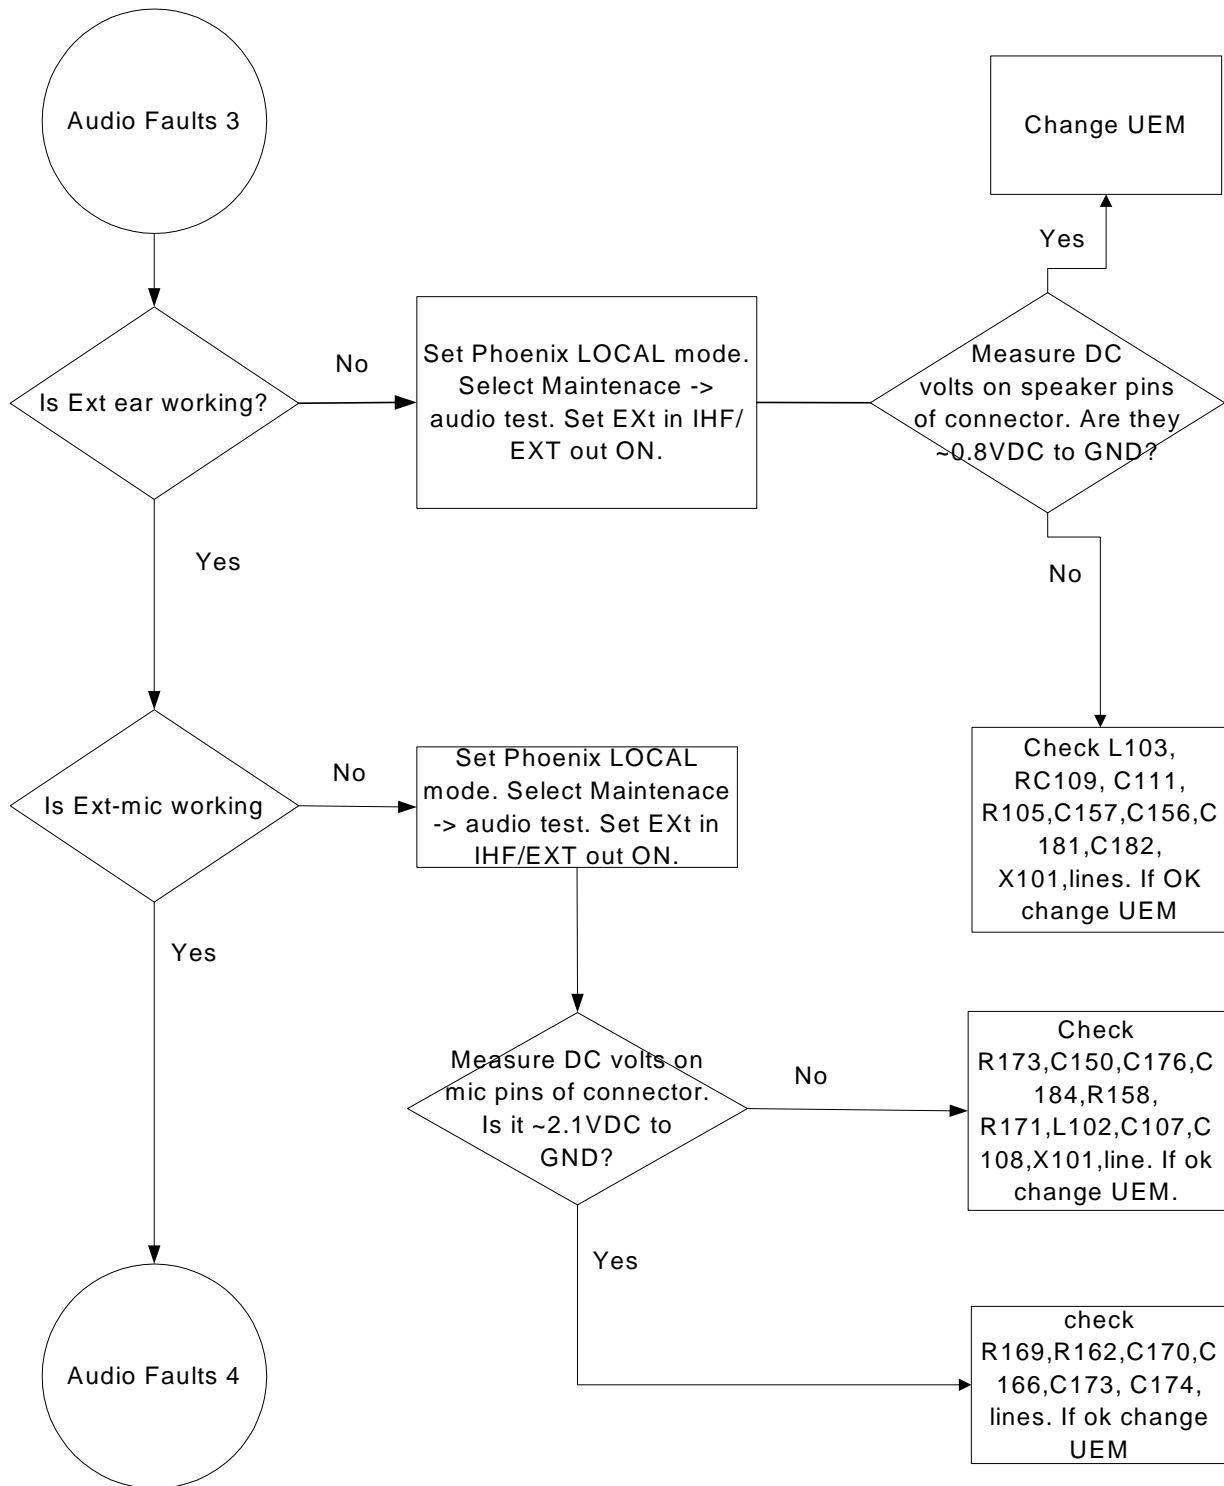 Audio Faults 3
Change UEM
Yes
Is Ext ear working?
No
Set Phoenix LOCAL mode.
Select Maintenace ->
audio test. Set EXt in IHF/
EXT out ON.
Measure DC
volts on speaker pins
of connector. Are they
~0.8VDC to GND?
Yes
No
Is Ext-mic working
No
Set Phoenix LOCAL
mode. Select Maintenace
-> audio test. Set EXt in
IHF/EXT out ON.
Check L103,
RC109, C111,
R105,C157,C156,C
181,C182,
X101,lines. If OK
change UEM
Yes
Measure DC volts on
mic pins of connector.
Is it ~2.1VDC to
GND?
No
Check
R173,C150,C176,C
184,R158,
R171,L102,C107,C
108,X101,line. If ok
change UEM.
Yes
Audio Faults 4
check
R169,R162,C170,C
166,C173, C174,
lines. If ok change
UEM